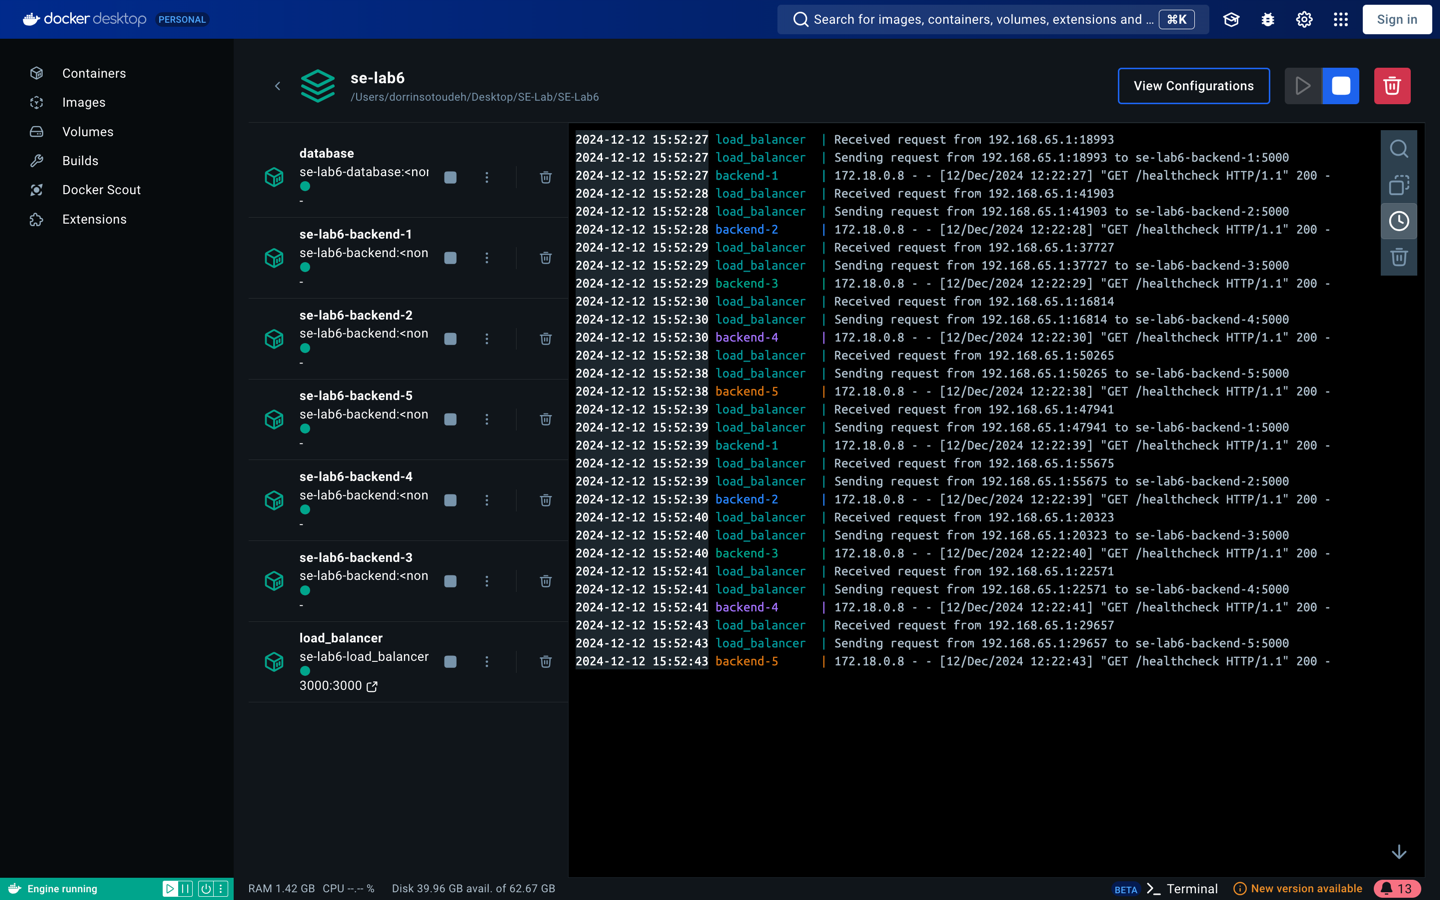 docker desktop PERSONAL
Search for images, containers, volumes, extensions and ... ⌘K
Sign in
Containers
Images
Volumes
Builds
Docker Scout
Extensions
se-lab6
/Users/dorrinsotoudeh/Desktop/SE-Lab/SE-Lab6
View Configurations
database
se-lab6-database:<nor
-
se-lab6-backend-1
se-lab6-backend:<non
-
se-lab6-backend-2
se-lab6-backend:<non
-
se-lab6-backend-5
se-lab6-backend:<non
-
se-lab6-backend-4
se-lab6-backend:<non
-
se-lab6-backend-3
se-lab6-backend:<non
-
load_balancer
se-lab6-load_balancer
3000:3000
2024-12-12 15:52:27 load_balancer | Received request from 192.168.65.1:18993
2024-12-12 15:52:27 load_balancer | Sending request from 192.168.65.1:18993 to se-lab6-backend-1:5000
2024-12-12 15:52:27 backend-1 | 172.18.0.8 - - [12/Dec/2024 12:22:27] "GET /healthcheck HTTP/1.1" 200 -
2024-12-12 15:52:28 load_balancer | Received request from 192.168.65.1:41903
2024-12-12 15:52:28 load_balancer | Sending request from 192.168.65.1:41903 to se-lab6-backend-2:5000
2024-12-12 15:52:28 backend-2 | 172.18.0.8 - - [12/Dec/2024 12:22:28] "GET /healthcheck HTTP/1.1" 200 -
2024-12-12 15:52:29 load_balancer | Received request from 192.168.65.1:37727
2024-12-12 15:52:29 load_balancer | Sending request from 192.168.65.1:37727 to se-lab6-backend-3:5000
2024-12-12 15:52:29 backend-3 | 172.18.0.8 - - [12/Dec/2024 12:22:29] "GET /healthcheck HTTP/1.1" 200 -
2024-12-12 15:52:30 load_balancer | Received request from 192.168.65.1:16814
2024-12-12 15:52:30 load_balancer | Sending request from 192.168.65.1:16814 to se-lab6-backend-4:5000
2024-12-12 15:52:30 backend-4 | 172.18.0.8 - - [12/Dec/2024 12:22:30] "GET /healthcheck HTTP/1.1" 200 -
2024-12-12 15:52:38 load_balancer | Received request from 192.168.65.1:50265
2024-12-12 15:52:38 load_balancer | Sending request from 192.168.65.1:50265 to se-lab6-backend-5:5000
2024-12-12 15:52:38 backend-5 | 172.18.0.8 - - [12/Dec/2024 12:22:38] "GET /healthcheck HTTP/1.1" 200 -
2024-12-12 15:52:39 load_balancer | Received request from 192.168.65.1:47941
2024-12-12 15:52:39 load_balancer | Sending request from 192.168.65.1:47941 to se-lab6-backend-1:5000
2024-12-12 15:52:39 backend-1 | 172.18.0.8 - - [12/Dec/2024 12:22:39] "GET /healthcheck HTTP/1.1" 200 -
2024-12-12 15:52:39 load_balancer | Received request from 192.168.65.1:55675
2024-12-12 15:52:39 load_balancer | Sending request from 192.168.65.1:55675 to se-lab6-backend-2:5000
2024-12-12 15:52:39 backend-2 | 172.18.0.8 - - [12/Dec/2024 12:22:39] "GET /healthcheck HTTP/1.1" 200 -
2024-12-12 15:52:40 load_balancer | Received request from 192.168.65.1:20323
2024-12-12 15:52:40 load_balancer | Sending request from 192.168.65.1:20323 to se-lab6-backend-3:5000
2024-12-12 15:52:40 backend-3 | 172.18.0.8 - - [12/Dec/2024 12:22:40] "GET /healthcheck HTTP/1.1" 200 -
2024-12-12 15:52:41 load_balancer | Received request from 192.168.65.1:22571
2024-12-12 15:52:41 load_balancer | Sending request from 192.168.65.1:22571 to se-lab6-backend-4:5000
2024-12-12 15:52:41 backend-4 | 172.18.0.8 - - [12/Dec/2024 12:22:41] "GET /healthcheck HTTP/1.1" 200 -
2024-12-12 15:52:43 load_balancer | Received request from 192.168.65.1:29657
2024-12-12 15:52:43 load_balancer | Sending request from 192.168.65.1:29657 to se-lab6-backend-5:5000
2024-12-12 15:52:43 backend-5 | 172.18.0.8 - - [12/Dec/2024 12:22:43] "GET /healthcheck HTTP/1.1" 200 -
Engine running
RAM 1.42 GB CPU --.-- % Disk 39.96 GB avail. of 62.67 GB
BETA >_ Terminal
New version available
13